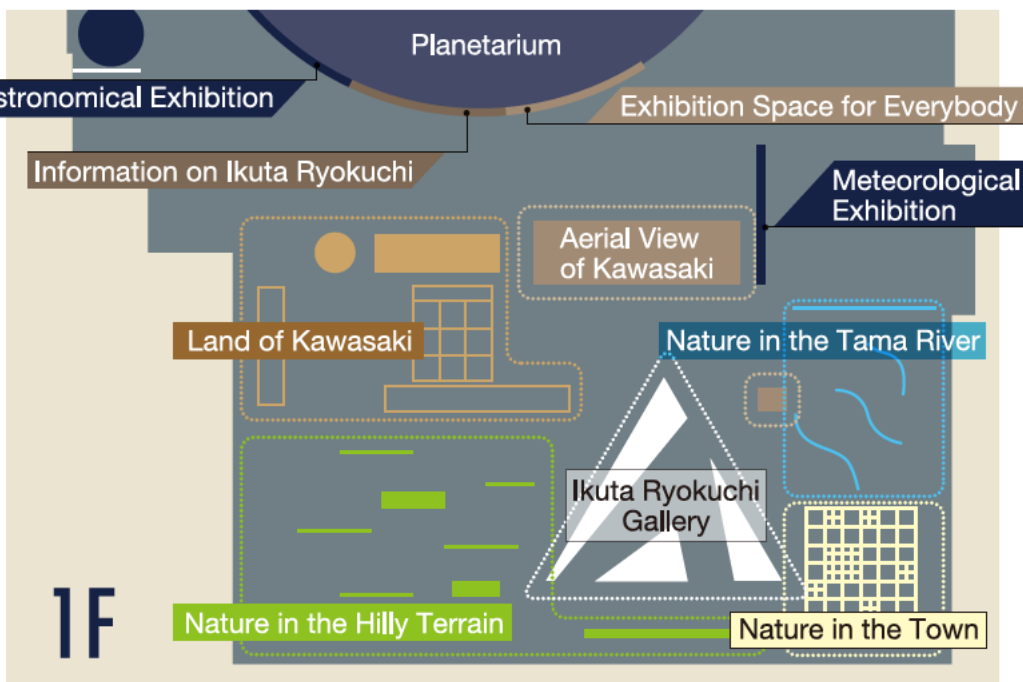 Planetarium
stronomical Exhibition
Exhibition Space for Everybody
Information on Ikuta Ryokuchi
Meteorological
Exhibition
Aerial View
of Kawasaki
Land of Kawasaki
Nature in the Tama River
Ikuta Ryokuchi
Gallery
1F
Nature in the Hilly Terrain
Nature in the Town